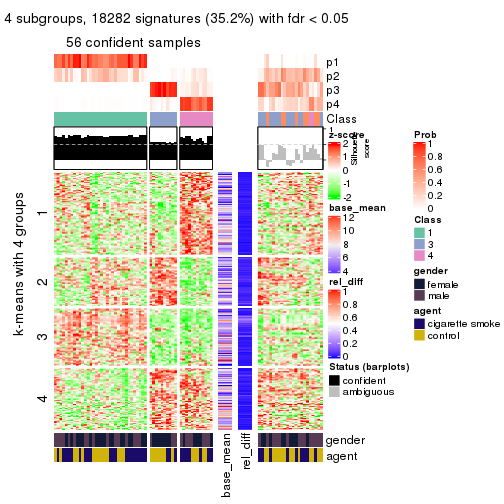 4 subgroups, 18282 signatures (35.2%) with fdr < 0.05
56 confident samples
p1
p2
p3
p4
Class
1
Silhouette score
k-means with 4 groups
1
2
3
4
gender
agent
base_mean
rel_diff
z-score
2
1
0
-1
-2
base_mean
12
10
8
6
4
rel_diff
1
0.8
0.6
0.4
0.2
0
Status (barplots)
confident
ambiguous
Prob
1
0.8
0.6
0.4
0.2
0
Class
1
3
4
gender
female
male
agent
cigarette smoke
control